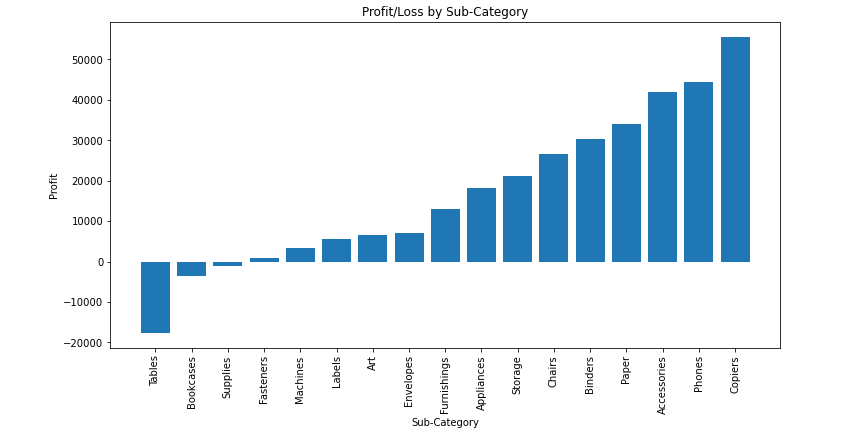 Profit/Loss by Sub-Category
Profit
50000
40000
30000
20000
10000
0
−10000
−20000
Tables
Bookcases
Supplies
Fasteners
Machines
Labels
Art
Envelopes
Furnishings
Appliances
Storage
Chairs
Binders
Paper
Accessories
Phones
Copiers
Sub-Category